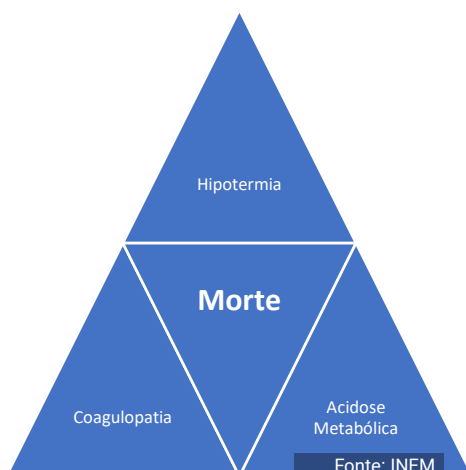 Hipotermia
Morte
Coagulopatia
Acidose
Metabólica
Fonte: INEM